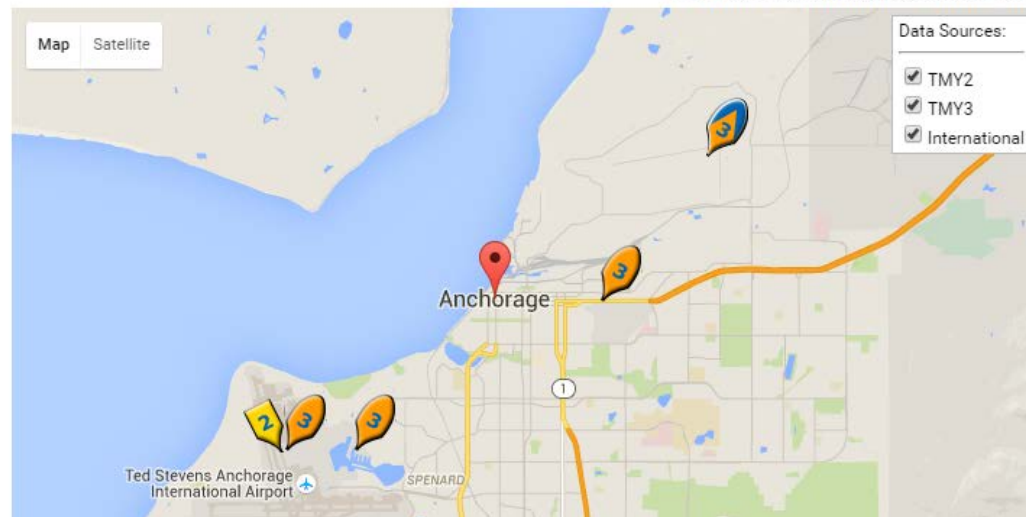 Map Satellite
Data Sources:
TMY2
TMY3
International
3
3
Anchorage
1
2 3 3
Ted Stevens Anchorage
International Airport
SPENARD